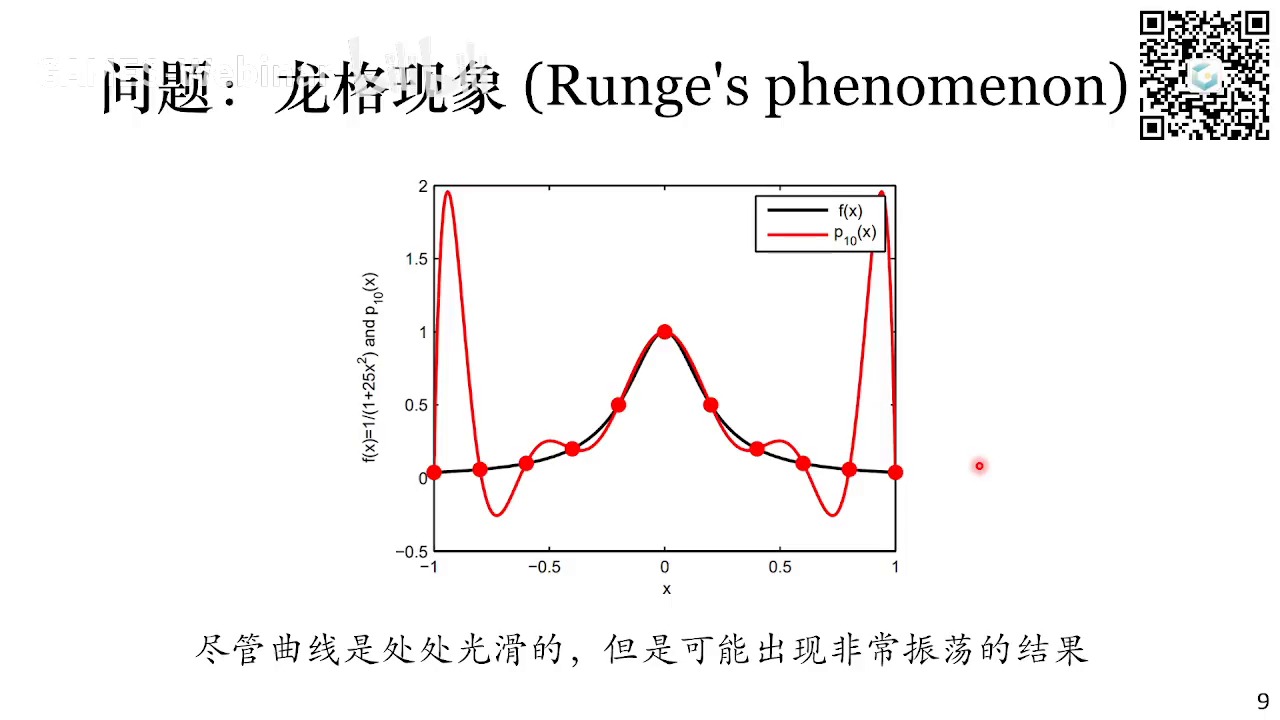 GAMES Webinar
问题：龙格现象 (Runge's phenomenon)
2
1.5
1
0.5
0
−0.5
−1
−0.5
0
0.5
1
x
f(x)=1/(1+25x²) and p₁₀(x)
f(x)
p₁₀(x)
尽管曲线是处处光滑的，但是可能出现非常振荡的结果
9